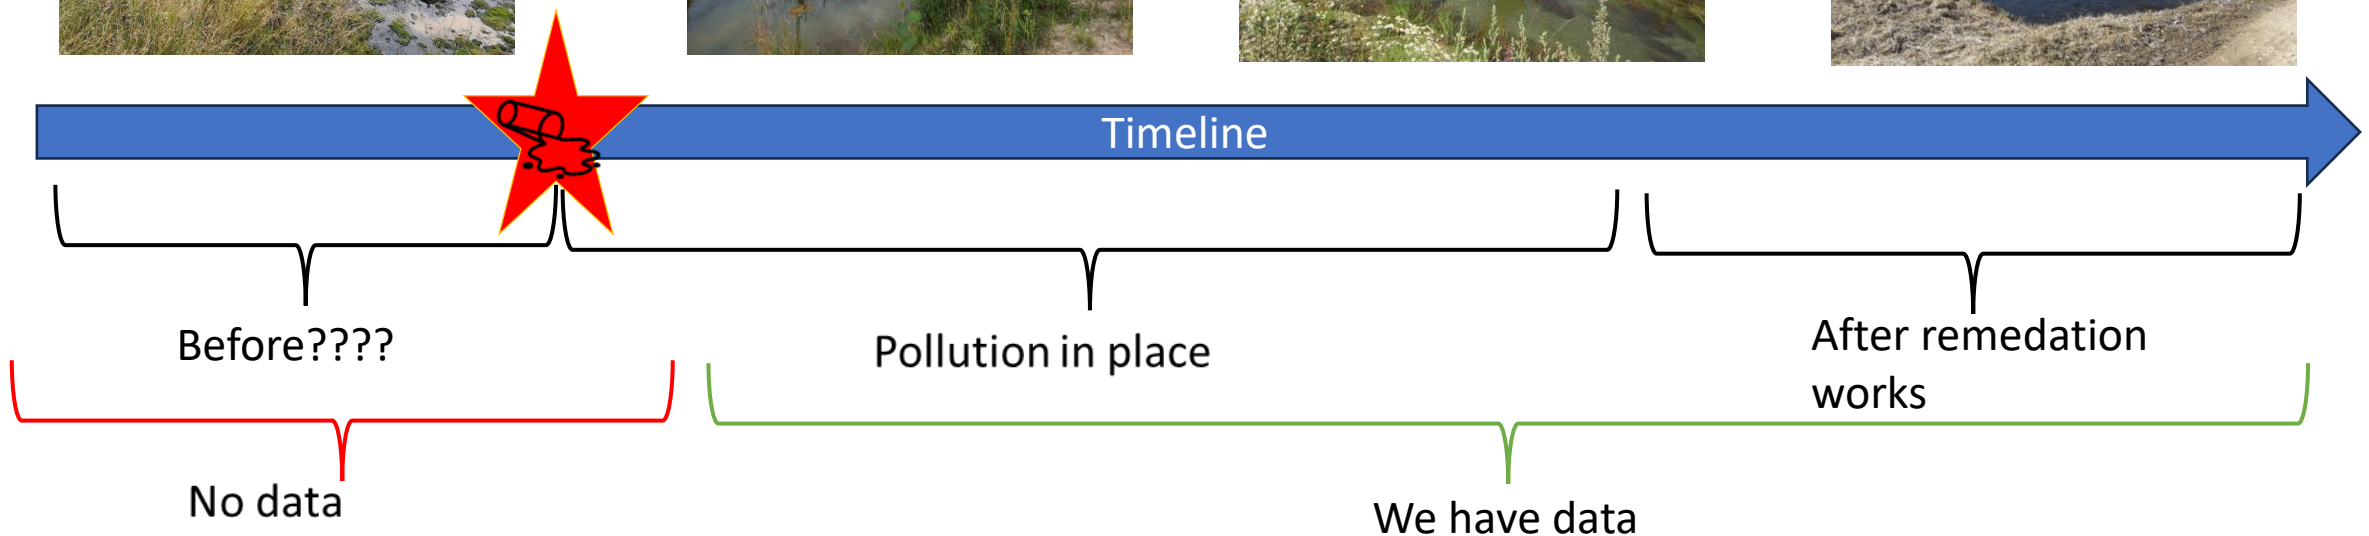 Timeline
Before????
Pollution in place
After remedation
works
No data
We have data